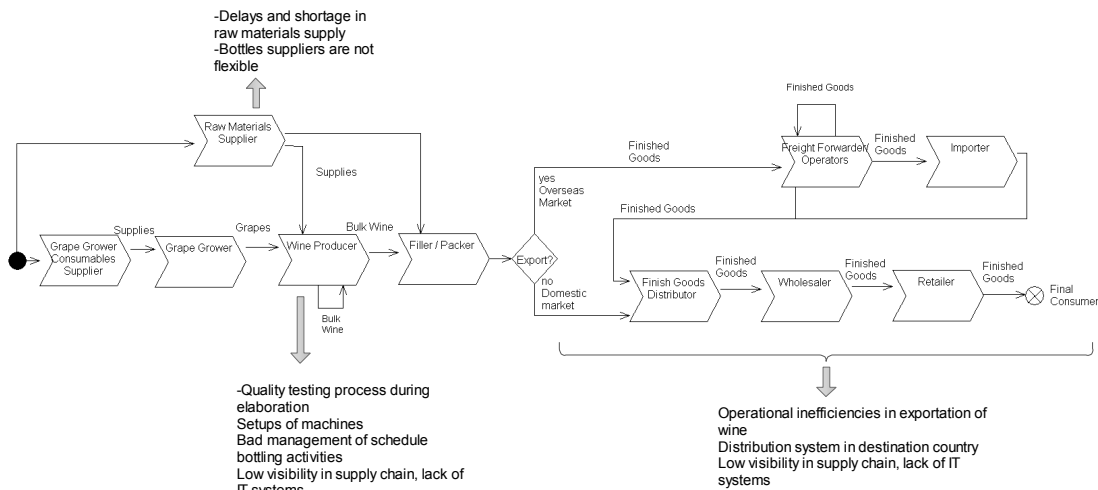 -Delays and shortage in
raw materials supply
-Bottles suppliers are not
flexible
Finished Goods
Raw Materials
Supplier
Freight Forwarder/
Operators
Finished
Goods
Importer
Finished
Goods
Supplies
yes
Overseas
Market
Finished Goods
Supplies
Grapes
Bulk Wine
Grape Grower
Consumables
Supplier
Grape Grower
Wine Producer
Filler / Packer
Export?
no
Domestic
market
Finish Goods
Distributor
Finished
Goods
Wholesaler
Finished
Goods
Retailer
Finished
Goods
Final
Consumer
Bulk
Wine
-Quality testing process during
elaboration
Setups of machines
Bad management of schedule
bottling activities
Low visibility in supply chain, lack of
IT systems
Operational inefficiencies in exportation of
wine
Distribution system in destination country
Low visibility in supply chain, lack of IT
systems